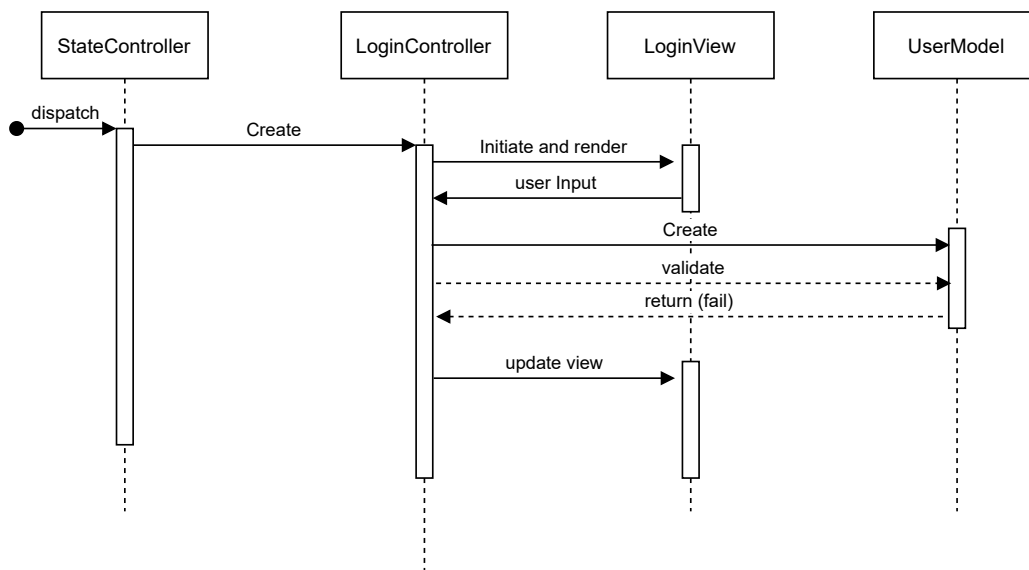 StateController
LoginController
LoginView
UserModel
dispatch
Create
Initiate and render
user Input
Create
validate
return (fail)
update view